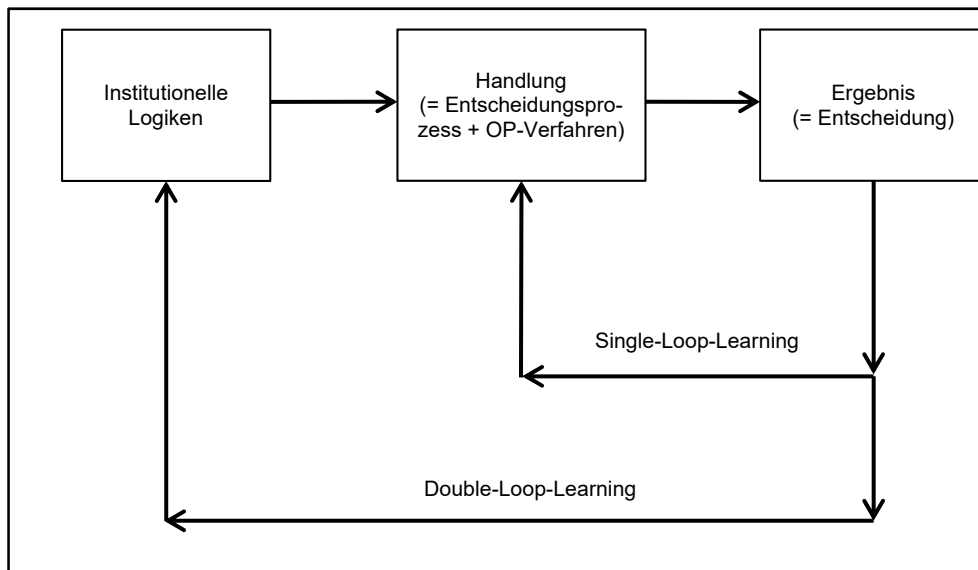 Institutionelle
Logiken
Handlung
(= Entscheidungspro-
zess + OP-Verfahren)
Ergebnis
(= Entscheidung)
Single-Loop-Learning
Double-Loop-Learning